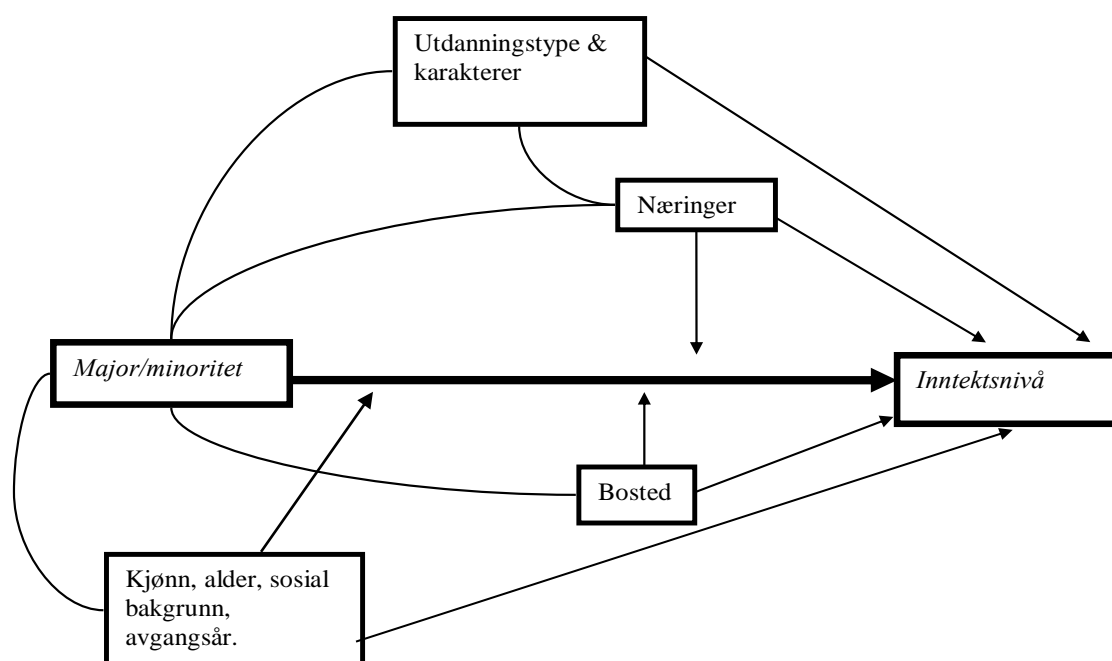 Utdanningstype &
karakterer
Næringer
Major/minoritet
Inntektsnivå
Bosted
Kjønn, alder, sosial
bakgrunn,
avgangsår.